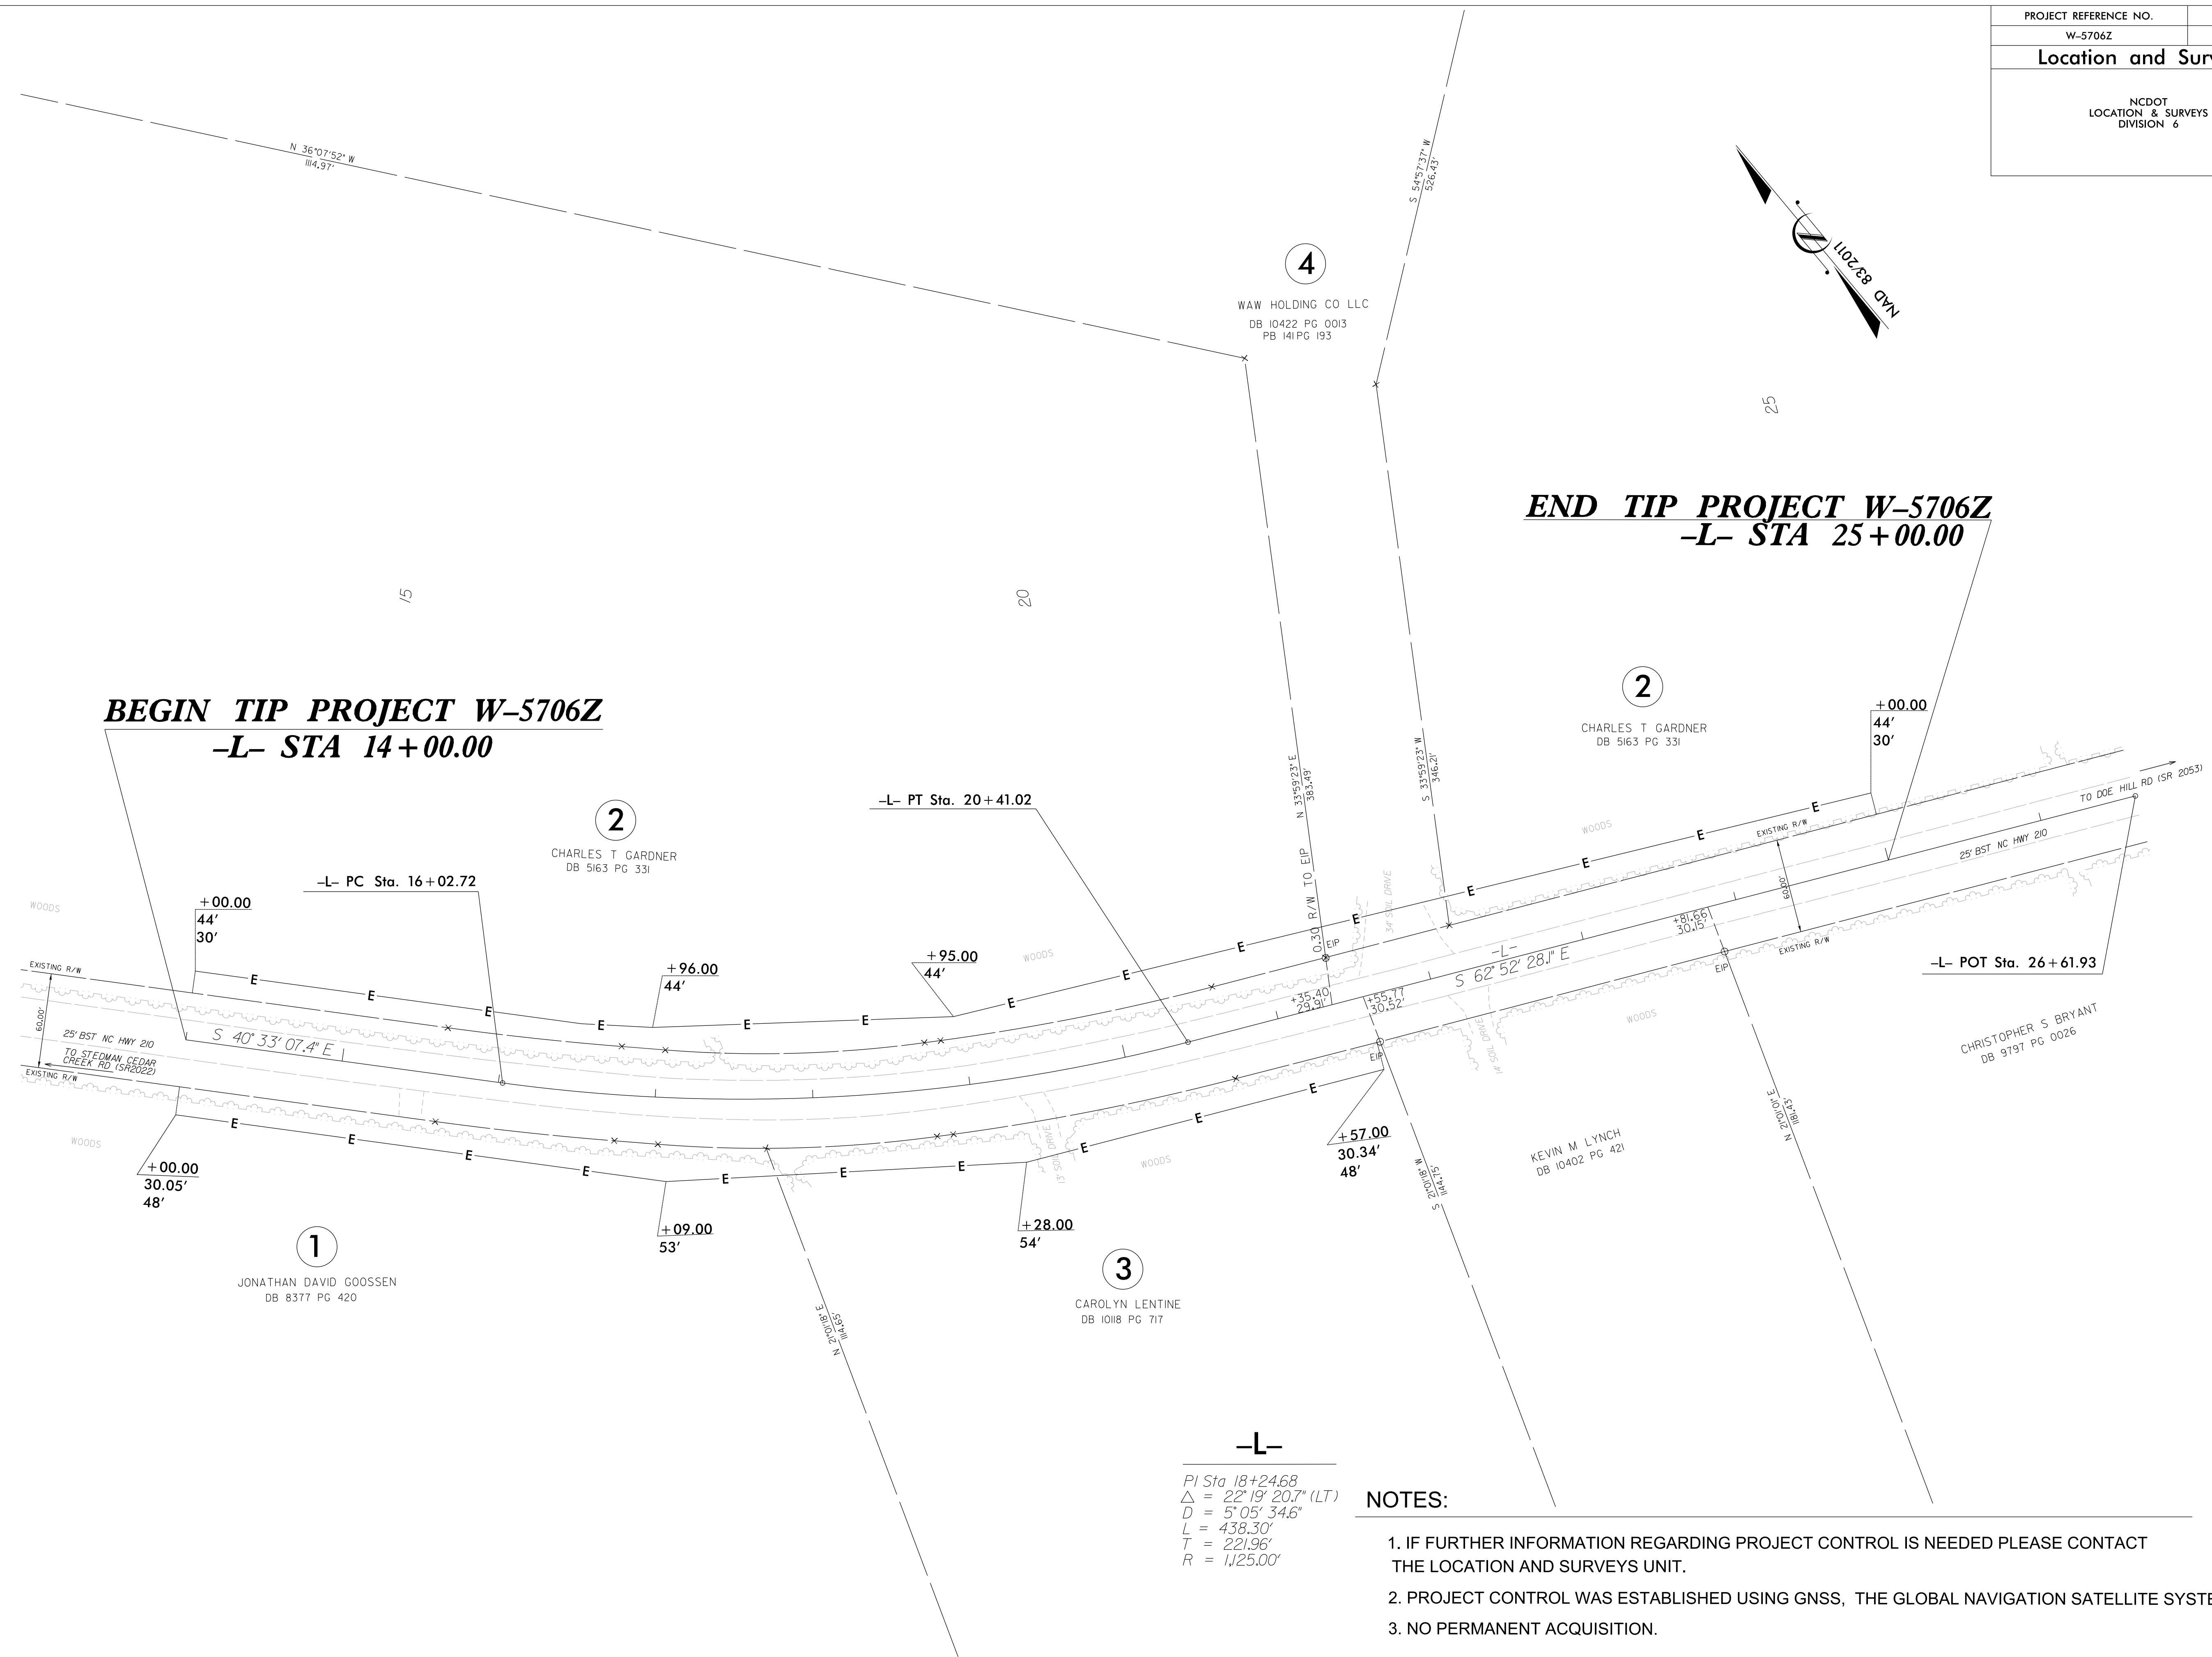 PROJECT REFERENCE NO.
W–5706Z
Location and Surv
NCDOT
LOCATION & SURVEYS
DIVISION 6
N 36°07'52" W
1114.97'
S 54°57'37" W
526.43'
NAD 83/2011
4
WAW HOLDING CO LLC
DB 10422 PG 0013
PB 141 PG 193
25
END TIP PROJECT W–5706Z
–L– STA 25+00.00
15
20
BEGIN TIP PROJECT W–5706Z
–L– STA 14+00.00
2
CHARLES T GARDNER
DB 5163 PG 331
+00.00
44'
30'
N 33°59'23" E
383.49'
S 33°59'23" W
346.21'
0.30 R/W TO EIP
–L– PT Sta. 20+41.02
2
CHARLES T GARDNER
DB 5163 PG 331
–L– PC Sta. 16+02.72
+00.00
44'
30'
+96.00
44'
+95.00
44'
WOODS
WOODS
WOODS
34' SOIL DRIVE
EXISTING R/W
60.00'
TO DOE HILL RD (SR 2053)
25' BST NC HWY 210
EXISTING R/W
60.00'
25' BST NC HWY 210
TO STEDMAN CEDAR
CREEK RD (SR2022)
EXISTING R/W
S 40° 33' 07.4" E
E E E E E E E E E E E E E E E
EIP
+35.40
29.91'
+55.77
30.52'
–L–
S 62° 52' 28.1" E
+81.66
30.15'
EIP
EXISTING R/W
–L– POT Sta. 26+61.93
EIP
14' SOIL DRIVE
WOODS
CHRISTOPHER S BRYANT
DB 9797 PG 0026
KEVIN M LYNCH
DB 10402 PG 421
N 21°01'01" E
1181.43'
S 21°01'18" W
1144.75'
WOODS
E E E E E E E E E E
13' SOIL DRIVE
WOODS
+00.00
30.05'
48'
+09.00
53'
+28.00
54'
+57.00
30.34'
48'
1
JONATHAN DAVID GOOSSEN
DB 8377 PG 420
3
CAROLYN LENTINE
DB 10118 PG 717
N 21°01'18" E
1114.65'
–L–
PI Sta 18+24.68
△ = 22° 19' 20.7" (LT)
D = 5° 05' 34.6"
L = 438.30'
T = 221.96'
R = 1,125.00'
NOTES:
1. IF FURTHER INFORMATION REGARDING PROJECT CONTROL IS NEEDED PLEASE CONTACT
THE LOCATION AND SURVEYS UNIT.
2. PROJECT CONTROL WAS ESTABLISHED USING GNSS, THE GLOBAL NAVIGATION SATELLITE SYSTE
3. NO PERMANENT ACQUISITION.